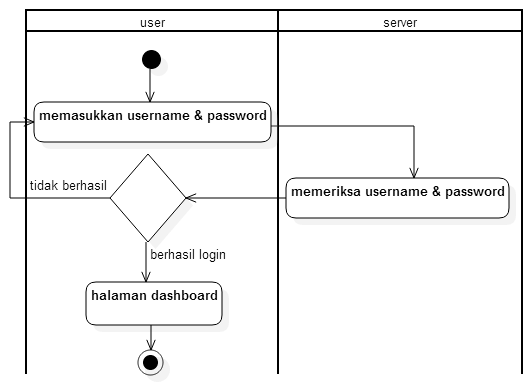 user
server
memasukkan username & password
tidak berhasil
memeriksa username & password
berhasil login
halaman dashboard